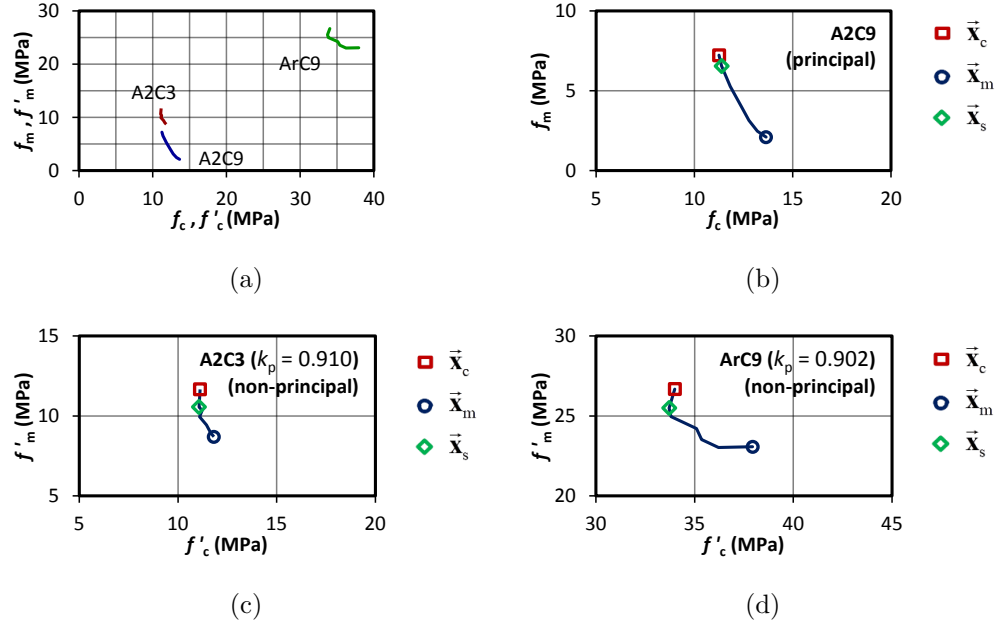 30
20
10
0
f_m , f'_m (MPa)
A2C3
ArC9
A2C9
0 10 20 30 40
f_c , f'_c (MPa)
(a)
10
5
0
f_m (MPa)
A2C9
(principal)
5 10 15 20
f_c (MPa)
x⃗_c
x⃗_m
x⃗_s
(b)
15
10
5
f'_m (MPa)
A2C3 (k_p = 0.910)
(non-principal)
5 10 15 20
f'_c (MPa)
x⃗_c
x⃗_m
x⃗_s
(c)
30
25
20
f'_m (MPa)
ArC9 (k_p = 0.902)
(non-principal)
30 35 40 45
f'_c (MPa)
x⃗_c
x⃗_m
x⃗_s
(d)